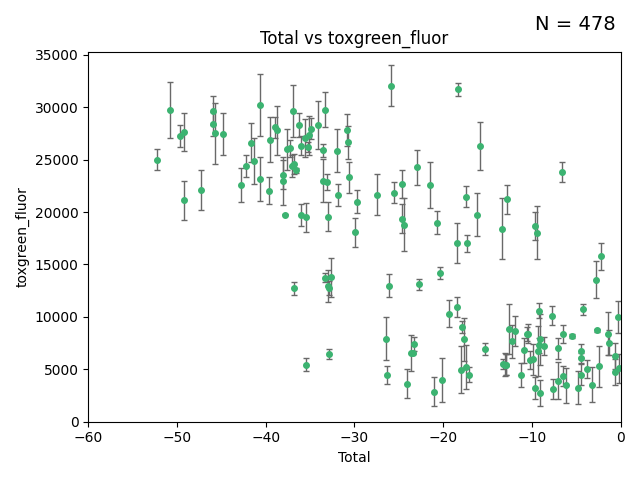 N = 478
Total vs toxgreen_fluor
35000
30000
25000
20000
15000
10000
5000
0
toxgreen_fluor
−60 −50 −40 −30 −20 −10 0
Total